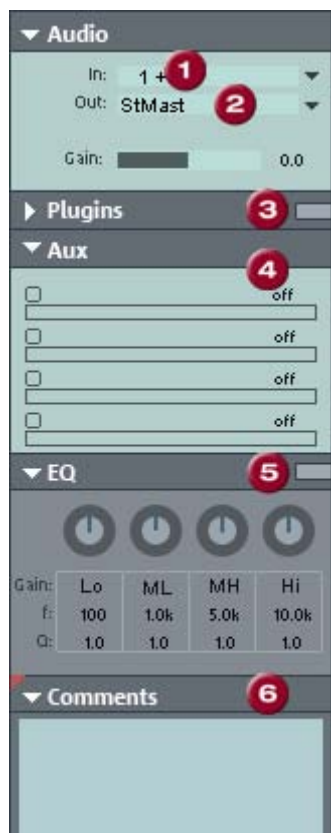 Audio
In: 1 + 1
Out: StMast 2
Gain: 0.0
Plugins 3
Aux 4
off
off
off
off
EQ 5
Gain: Lo ML MH Hi
f: 100 1.0k 5.0k 10.0k
Q: 1.0 1.0 1.0 1.0
Comments 6